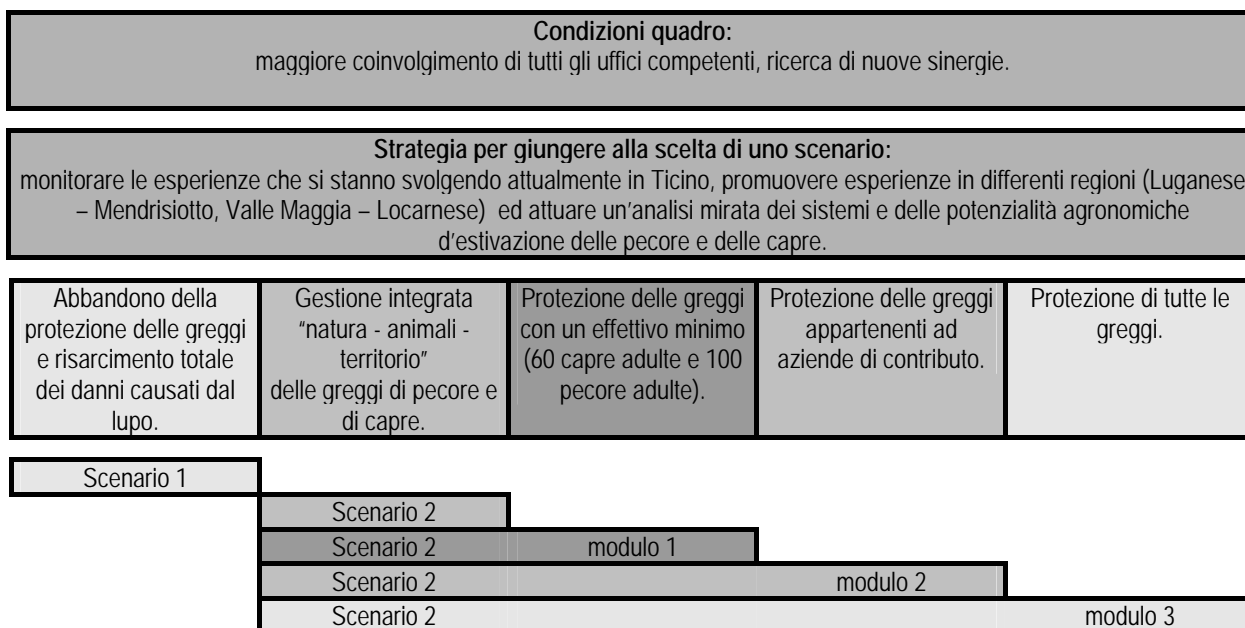 Condizioni quadro:
maggiore coinvolgimento di tutti gli uffici competenti, ricerca di nuove sinergie.
Strategia per giungere alla scelta di uno scenario:
monitorare le esperienze che si stanno svolgendo attualmente in Ticino, promuovere esperienze in differenti regioni (Luganese
– Mendrisiotto, Valle Maggia – Locarnese) ed attuare un'analisi mirata dei sistemi e delle potenzialità agronomiche
d'estivazione delle pecore e delle capre.
Abbandono della
protezione delle greggi
e risarcimento totale
dei danni causati dal
lupo.
Gestione integrata
"natura - animali -
territorio"
delle greggi di pecore e
di capre.
Protezione delle greggi
con un effettivo minimo
(60 capre adulte e 100
pecore adulte).
Protezione delle greggi
appartenenti ad
aziende di contributo.
Protezione di tutte le
greggi.
Scenario 1
Scenario 2
Scenario 2 modulo 1
Scenario 2 modulo 2
Scenario 2 modulo 3